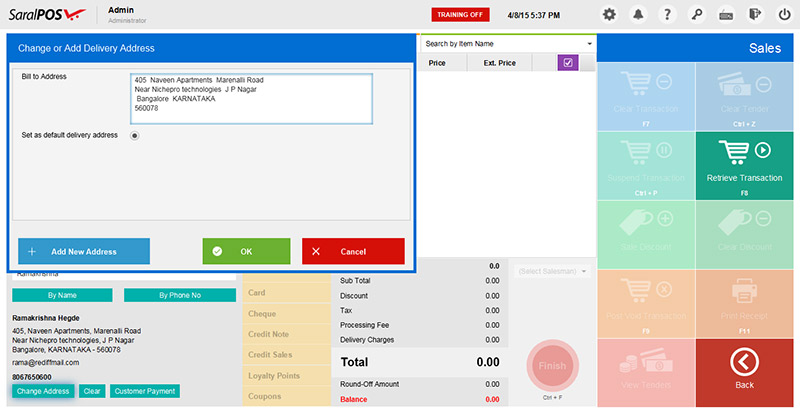 SaralPOS
Admin
Administrator
TRAINING OFF
4/8/15 5:37 PM
Change or Add Delivery Address
Bill to Address
405 Naveen Apartments Marenalli Road
Near Nichepro technologies J P Nagar
Bangalore KARNATAKA
560078
Set as default delivery address
Add New Address
OK
Cancel
Search by Item Name
Price Ext. Price
Sales
Clear Transaction
F7
Clear Tender
Ctrl + Z
Suspend Transaction
Ctrl + P
Retrieve Transaction
F8
Item Discount
Clear Discount
Post Void Transaction
F9
Print Receipt
F11
View Tenders
Back
Ramakrishna
By Name
By Phone No
Ramakrishna Hegde
405, Naveen Apartments, Marenalli Road
Near Nichepro technologies, J P Nagar
Bangalore, KARNATAKA - 560078
rama@rediffmail.com
8067650600
Change Address
Clear
Customer Payment
Card
Cheque
Credit Note
Credit Sales
Loyalty Points
Coupons
0.0
Sub Total 0.00
Discount 0.00
Tax 0.00
Processing Fee 0.00
Delivery Charges 0.00
Total 0.00
Round-Off Amount 0.00
Balance 0.00
(Select Salesman)
Finish
Ctrl + F